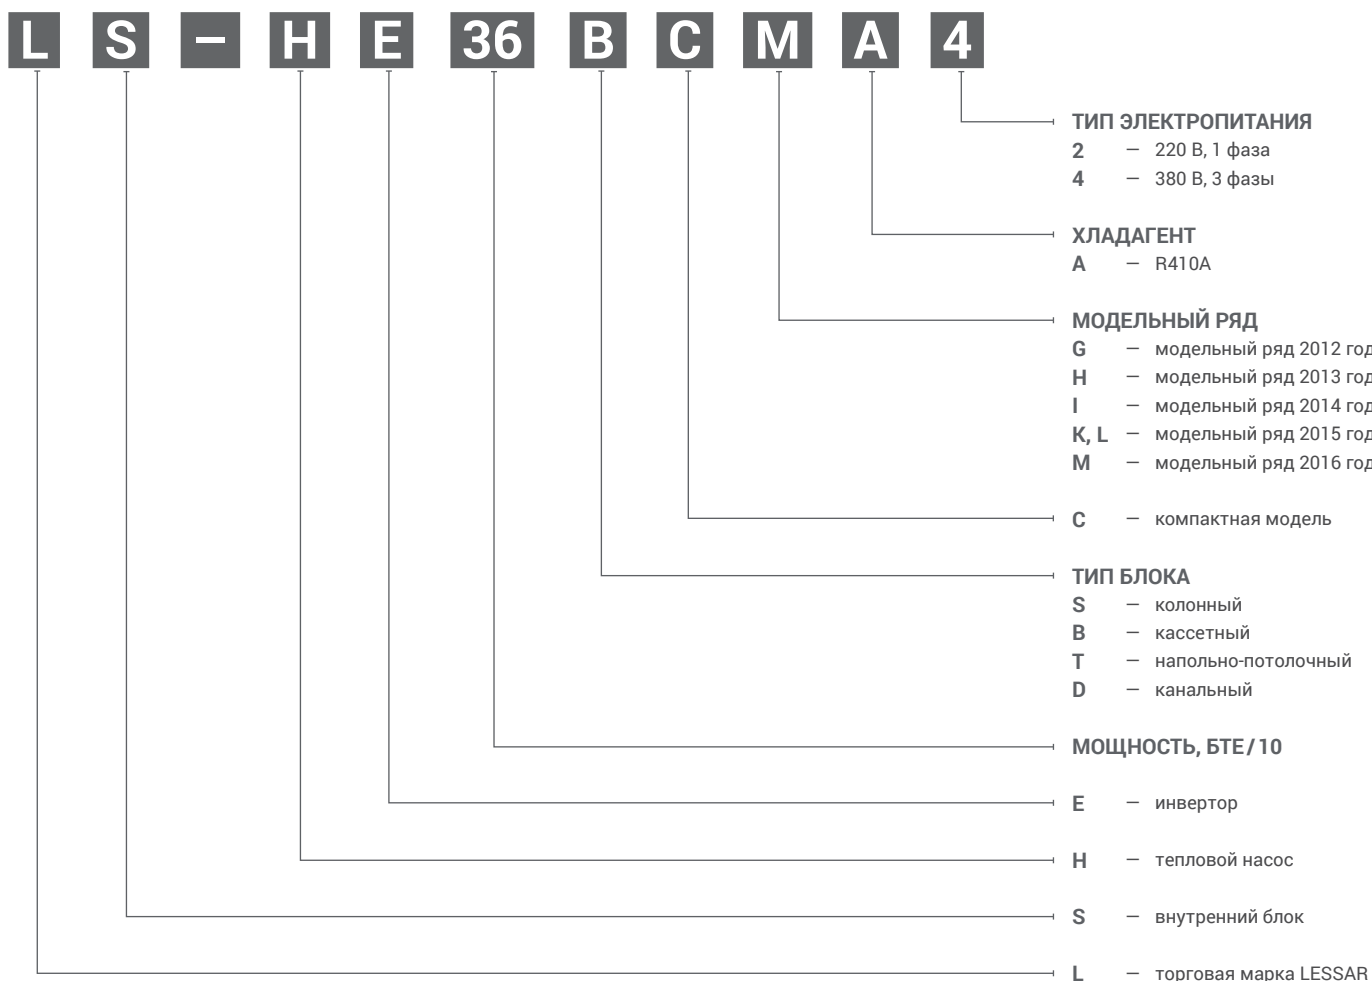 L S – H E 36 B C M A 4
ТИП ЭЛЕКТРОПИТАНИЯ
2 – 220 В, 1 фаза
4 – 380 В, 3 фазы
ХЛАДАГЕНТ
A – R410A
МОДЕЛЬНЫЙ РЯД
G – модельный ряд 2012 год
H – модельный ряд 2013 год
I – модельный ряд 2014 год
K, L – модельный ряд 2015 год
M – модельный ряд 2016 год
C – компактная модель
ТИП БЛОКА
S – колонный
B – кассетный
T – напольно-потолочный
D – канальный
МОЩНОСТЬ, БТЕ/10
E – инвертор
H – тепловой насос
S – внутренний блок
L – торговая марка LESSAR